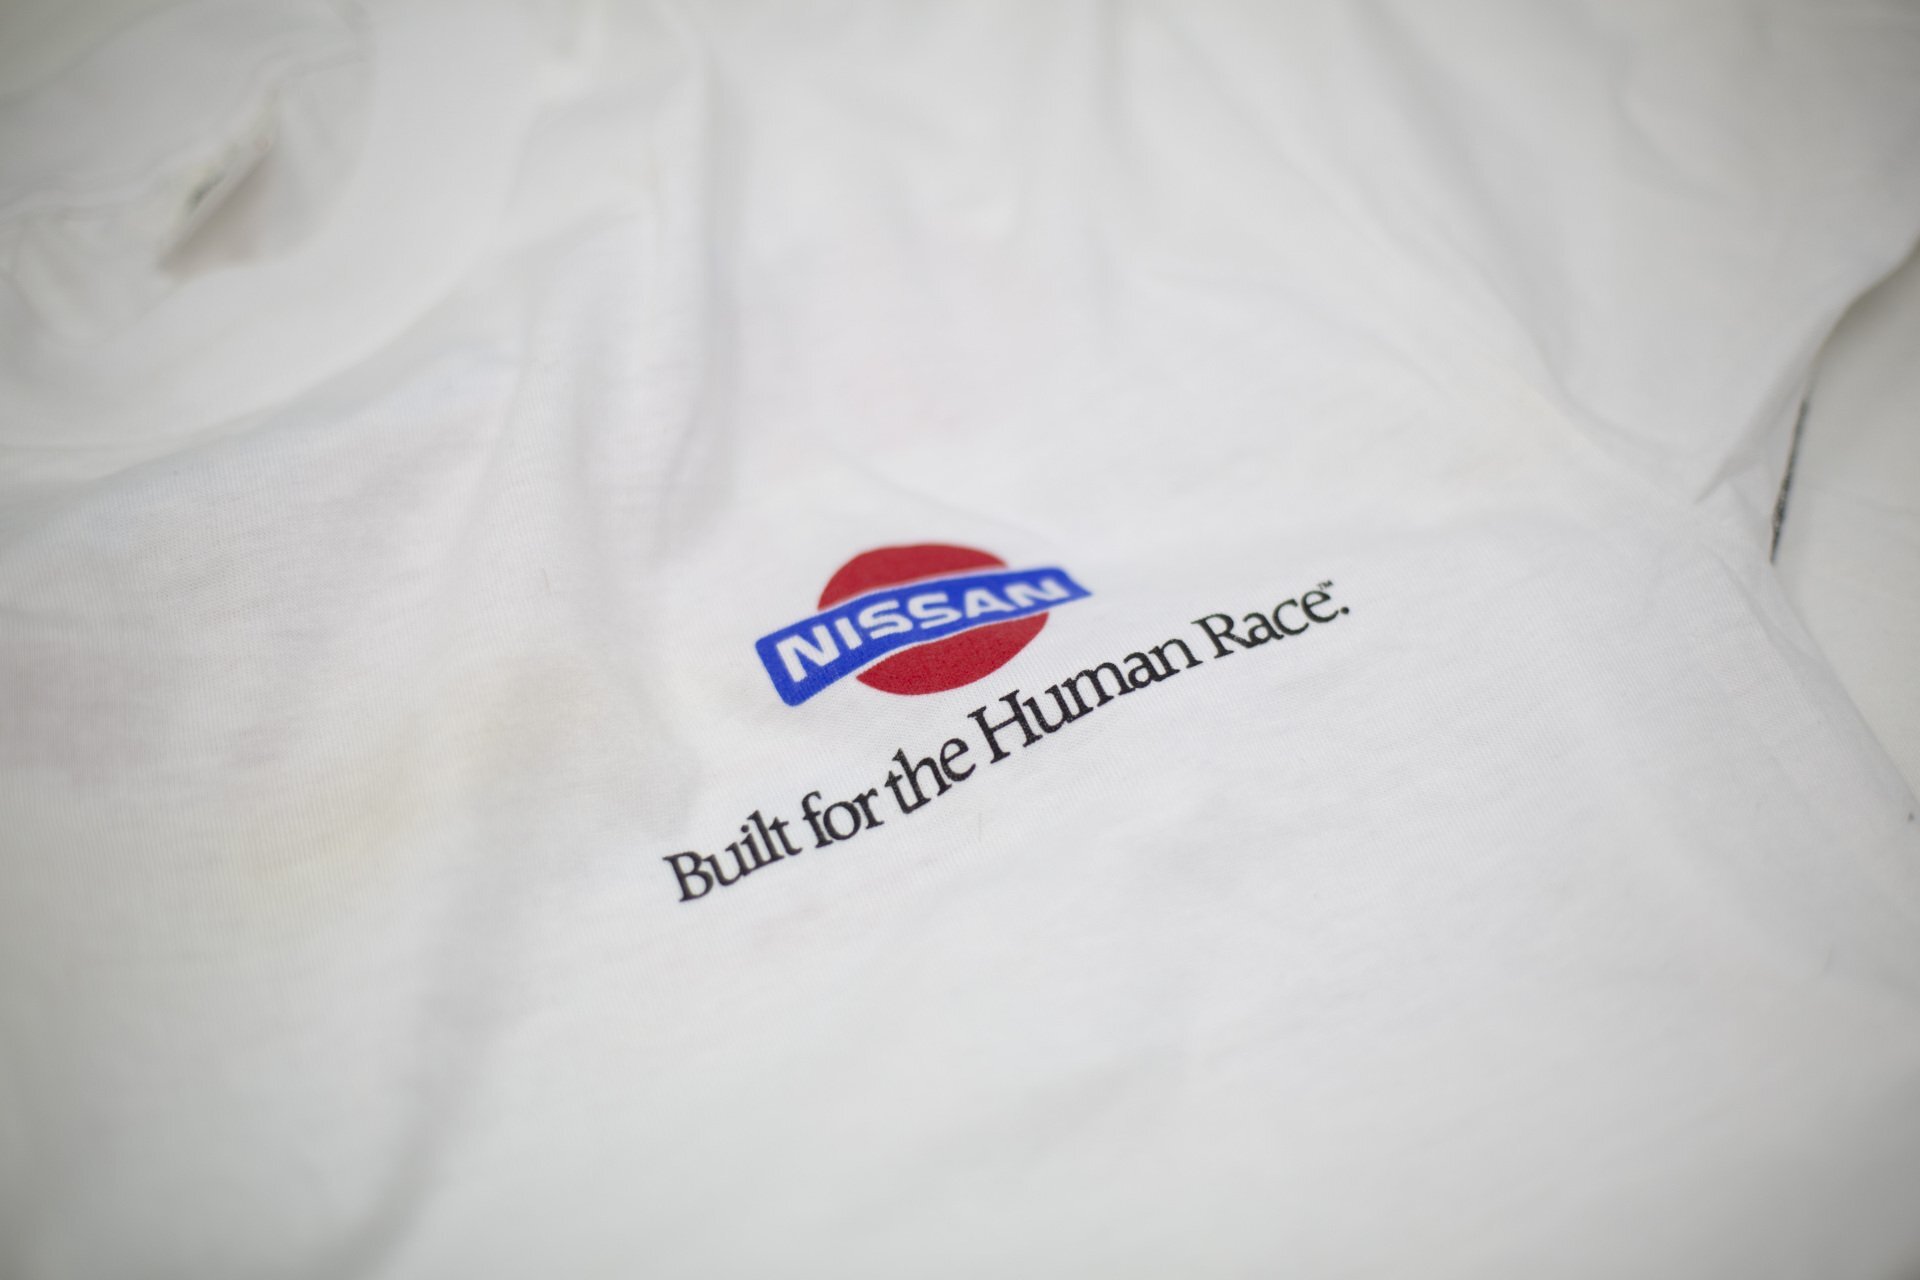 NISSAN
Built for the Human Race.™